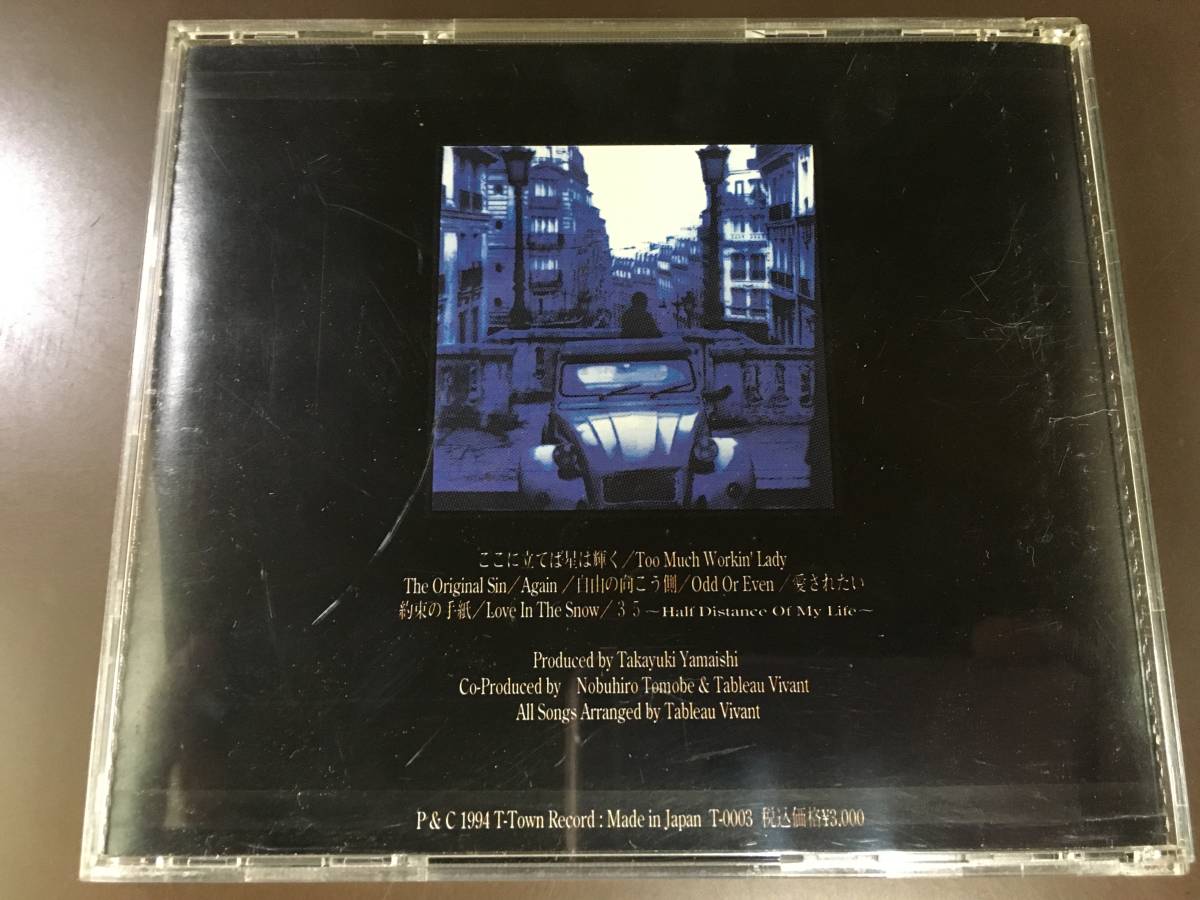 ここに立てば星は輝く／Too Much Workin' Lady
The Original Sin／Again／自由の向こう側／Odd Or Even／愛されたい
約束の手紙／Love In The Snow／３５～Half Distance Of My Life～
Produced by Takayuki Yamaishi
Co-Produced by　Nobuhiro Tomobe & Tableau Vivant
All Songs Arranged by Tableau Vivant
P & C 1994 T-Town Record : Made in Japan T-0003 税込価格¥3,000